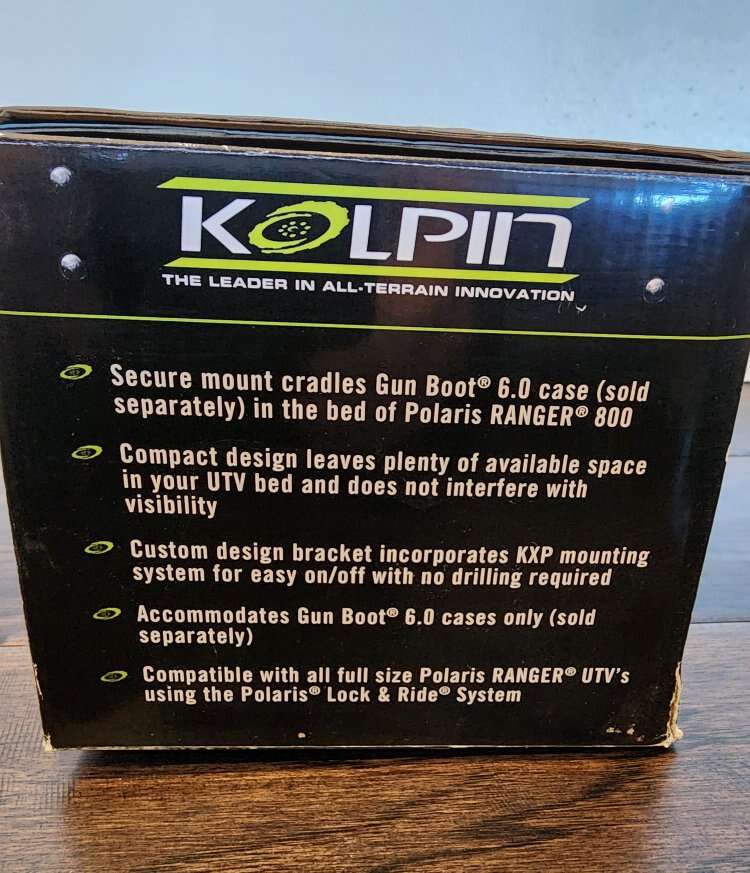 KOLPIN
THE LEADER IN ALL-TERRAIN INNOVATION
Secure mount cradles Gun Boot® 6.0 case (sold
separately) in the bed of Polaris RANGER® 800
Compact design leaves plenty of available space
in your UTV bed and does not interfere with
visibility
Custom design bracket incorporates KXP mounting
system for easy on/off with no drilling required
Accommodates Gun Boot® 6.0 cases only (sold
separately)
Compatible with all full size Polaris RANGER® UTV's
using the Polaris® Lock & Ride® System